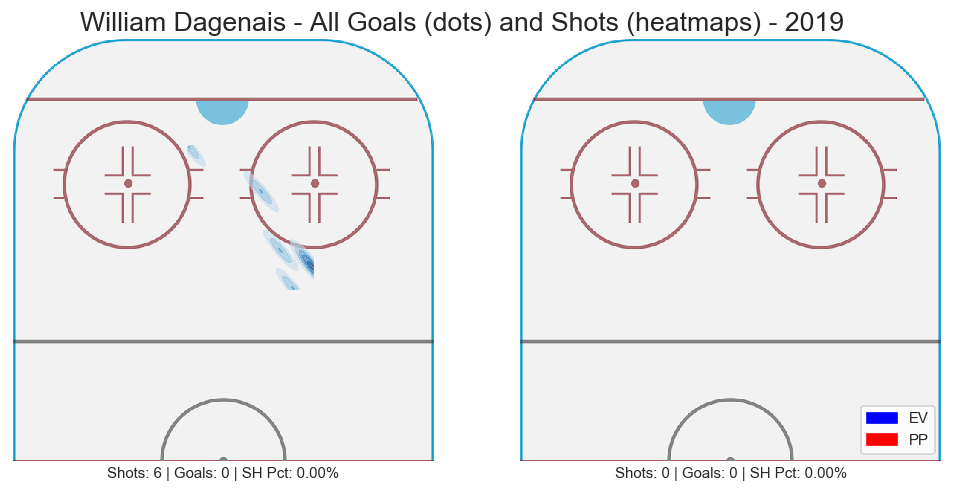 William Dagenais - All Goals (dots) and Shots (heatmaps) - 2019
EV
PP
Shots: 6 | Goals: 0 | SH Pct: 0.00%
Shots: 0 | Goals: 0 | SH Pct: 0.00%